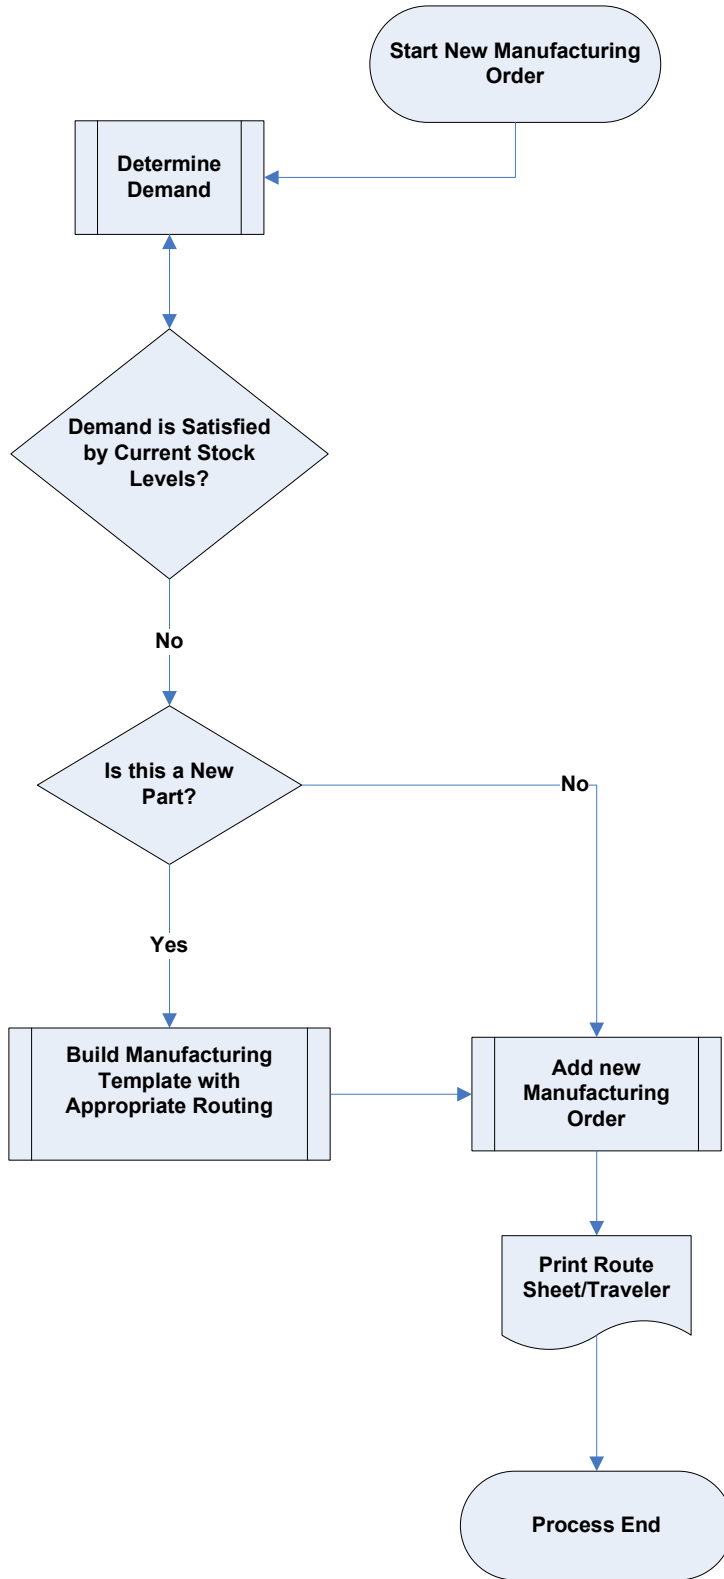 Start New Manufacturing
Order
Determine
Demand
Demand is Satisfied
by Current Stock
Levels?
No
Is this a New
Part?
No
Yes
Build Manufacturing
Template with
Appropriate Routing
Add new
Manufacturing
Order
Print Route
Sheet/Traveler
Process End